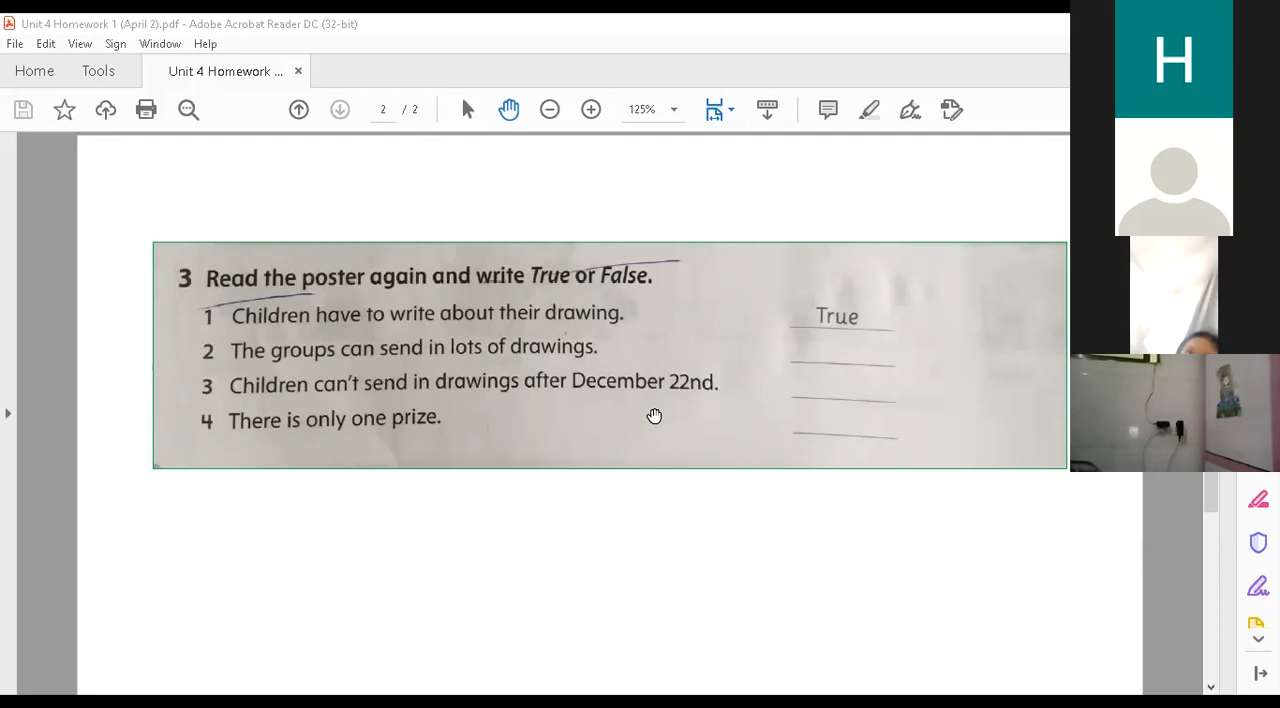 Unit 4 Homework 1 (April 2).pdf - Adobe Acrobat Reader DC (32-bit)
File Edit View Sign Window Help
Home Tools Unit 4 Homework ... ×
2 / 2 125%
H
3 Read the poster again and write True or False.
1 Children have to write about their drawing. True
2 The groups can send in lots of drawings.
3 Children can't send in drawings after December 22nd.
4 There is only one prize.